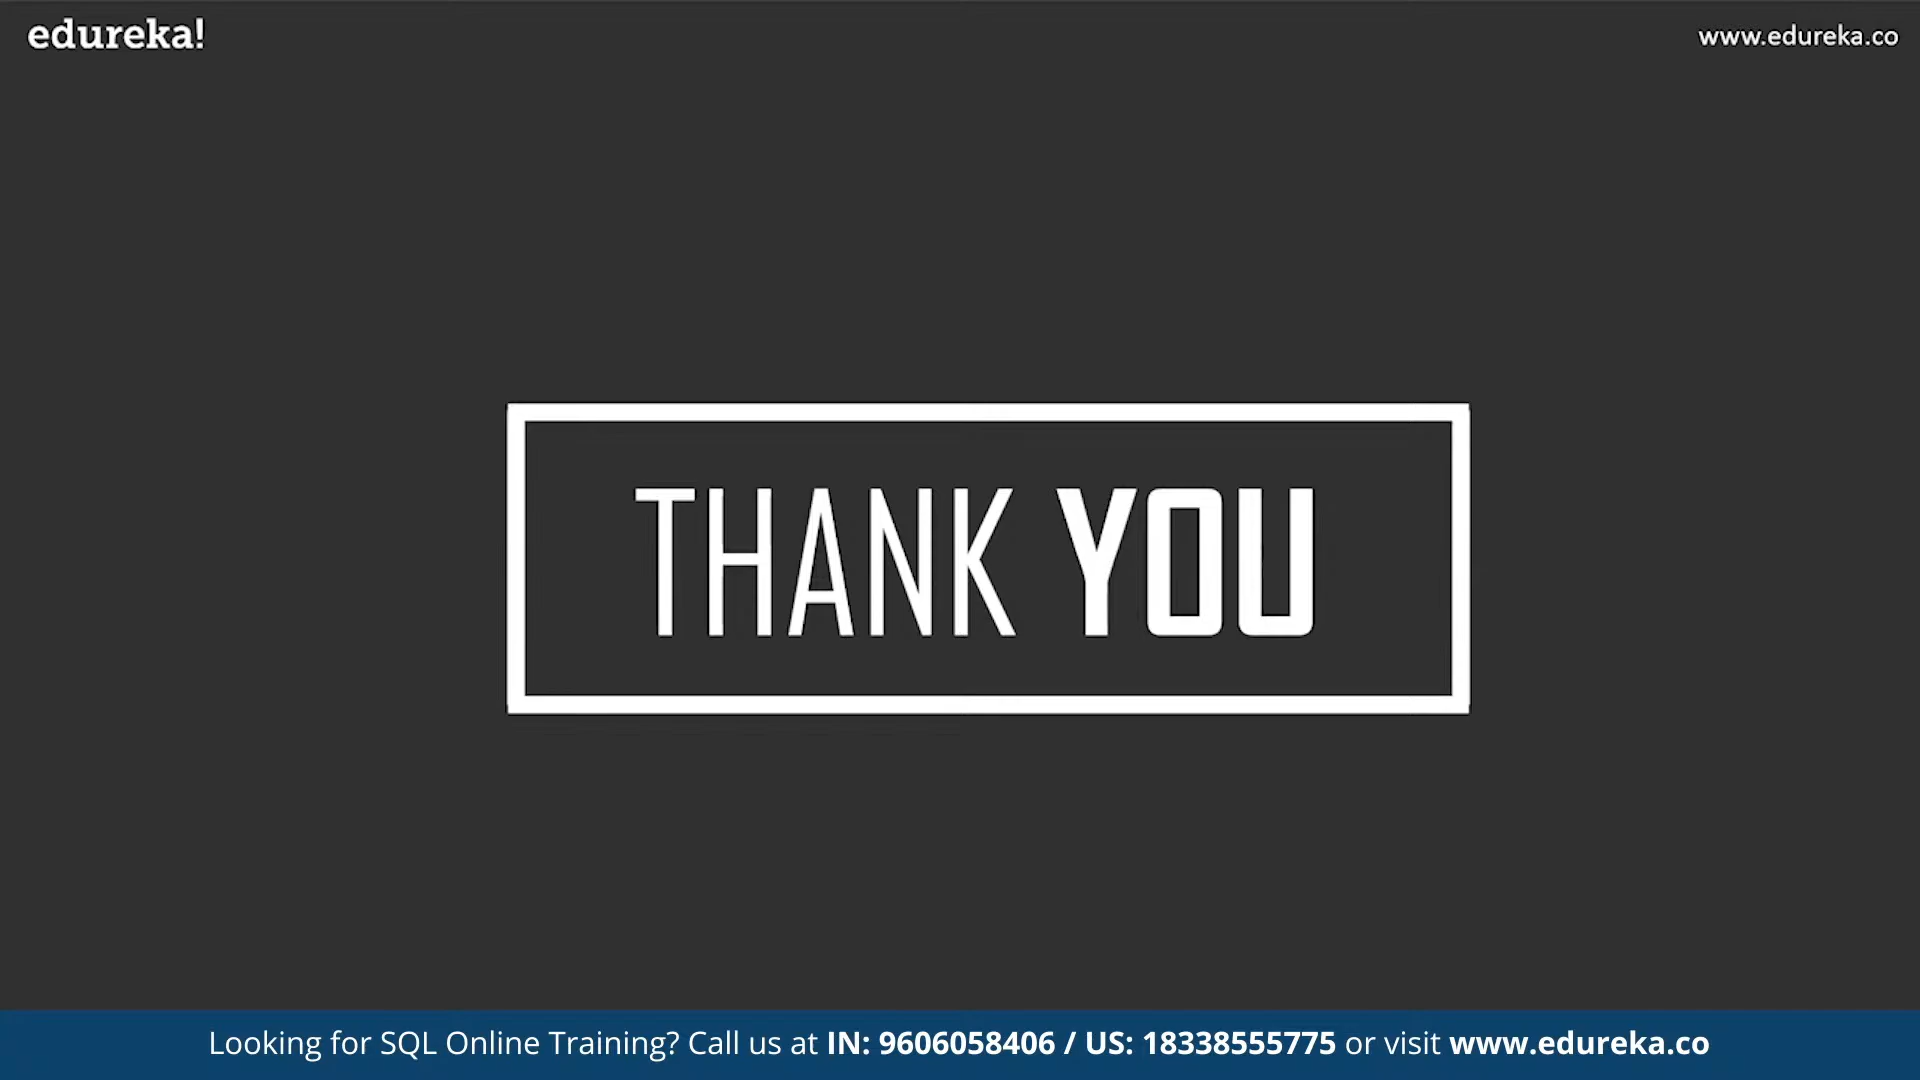 edureka!
www.edureka.co
THANK YOU
Looking for SQL Online Training? Call us at IN: 9606058406 / US: 18338555775 or visit www.edureka.co